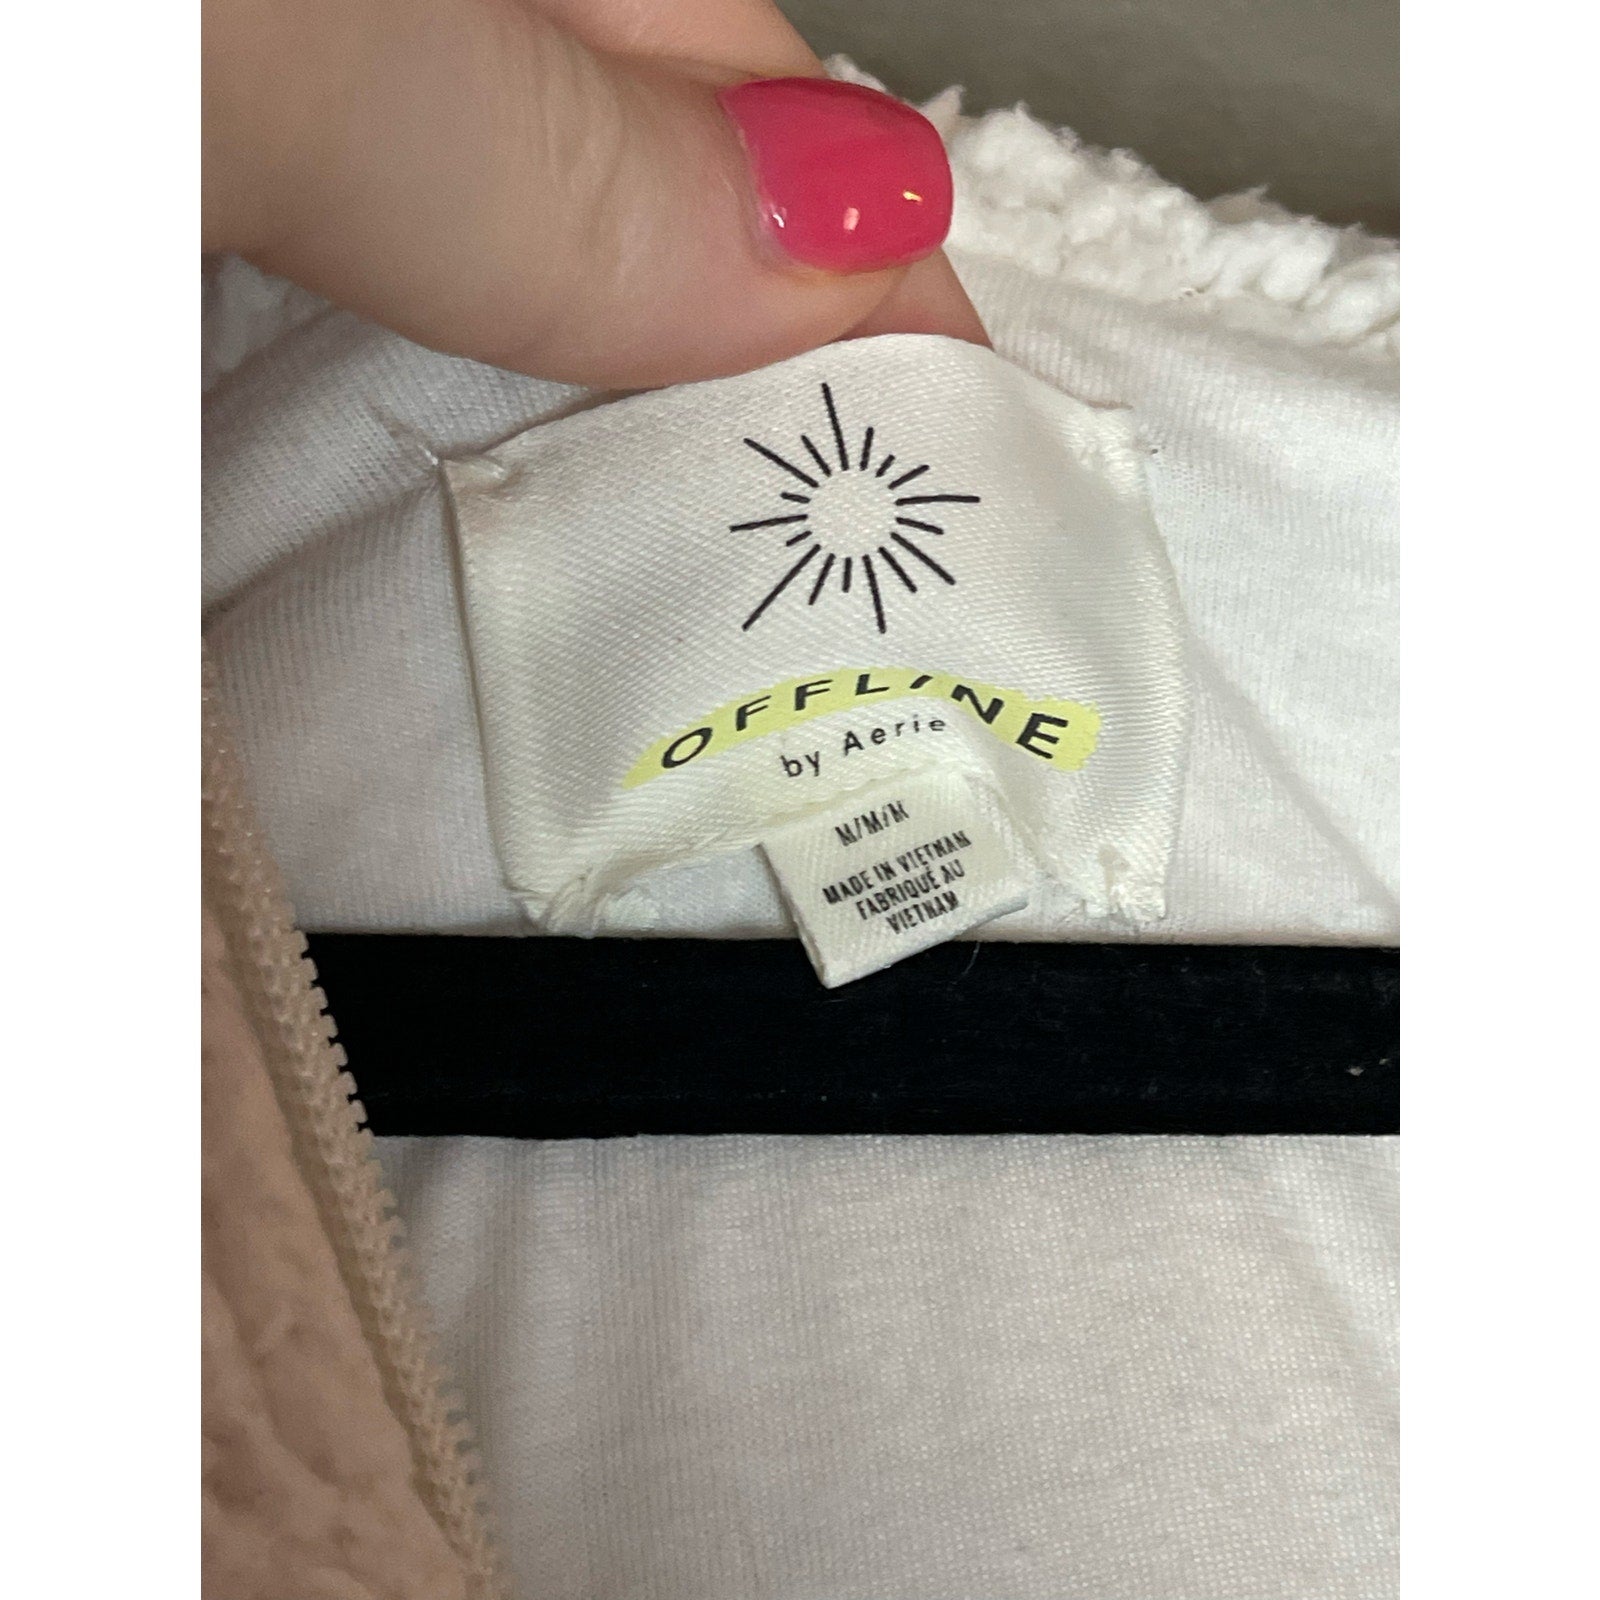 OFFLINE
by Aerie
M/M/M
MADE IN VIETNAM
FABRIQUÉ AU
VIETNAM